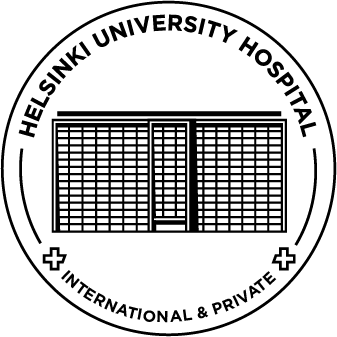 HELSINKI UNIVERSITY HOSPITAL
INTERNATIONAL & PRIVATE